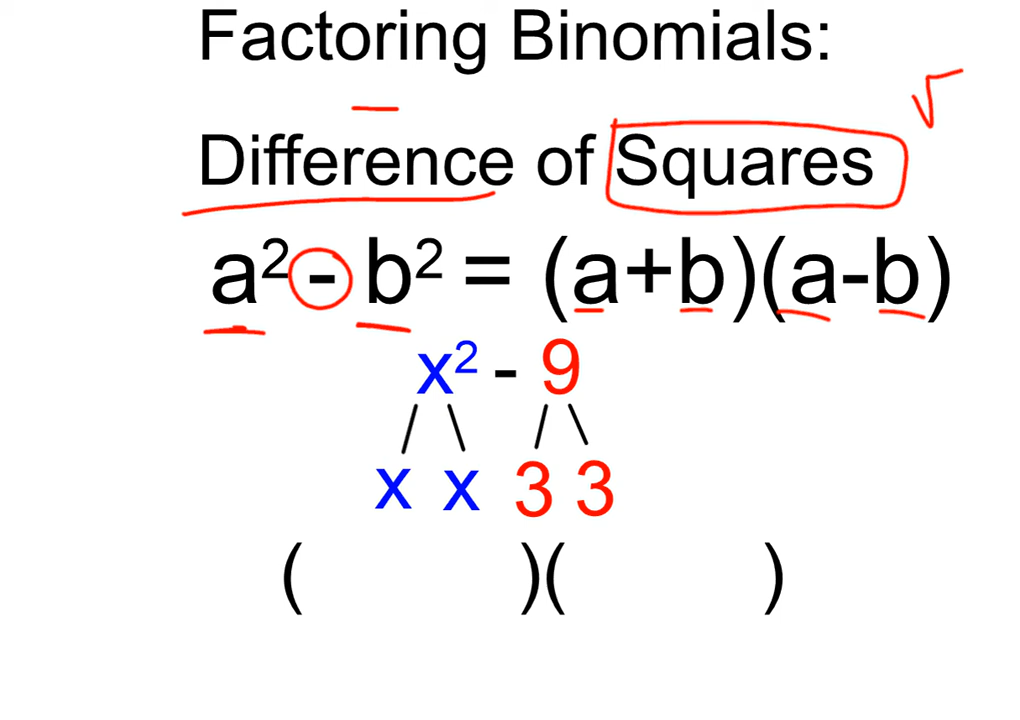 Factoring Binomials:
√
Difference of Squares
a² - b² = (a+b)(a-b)
x² - 9
x x 3 3
( )( )